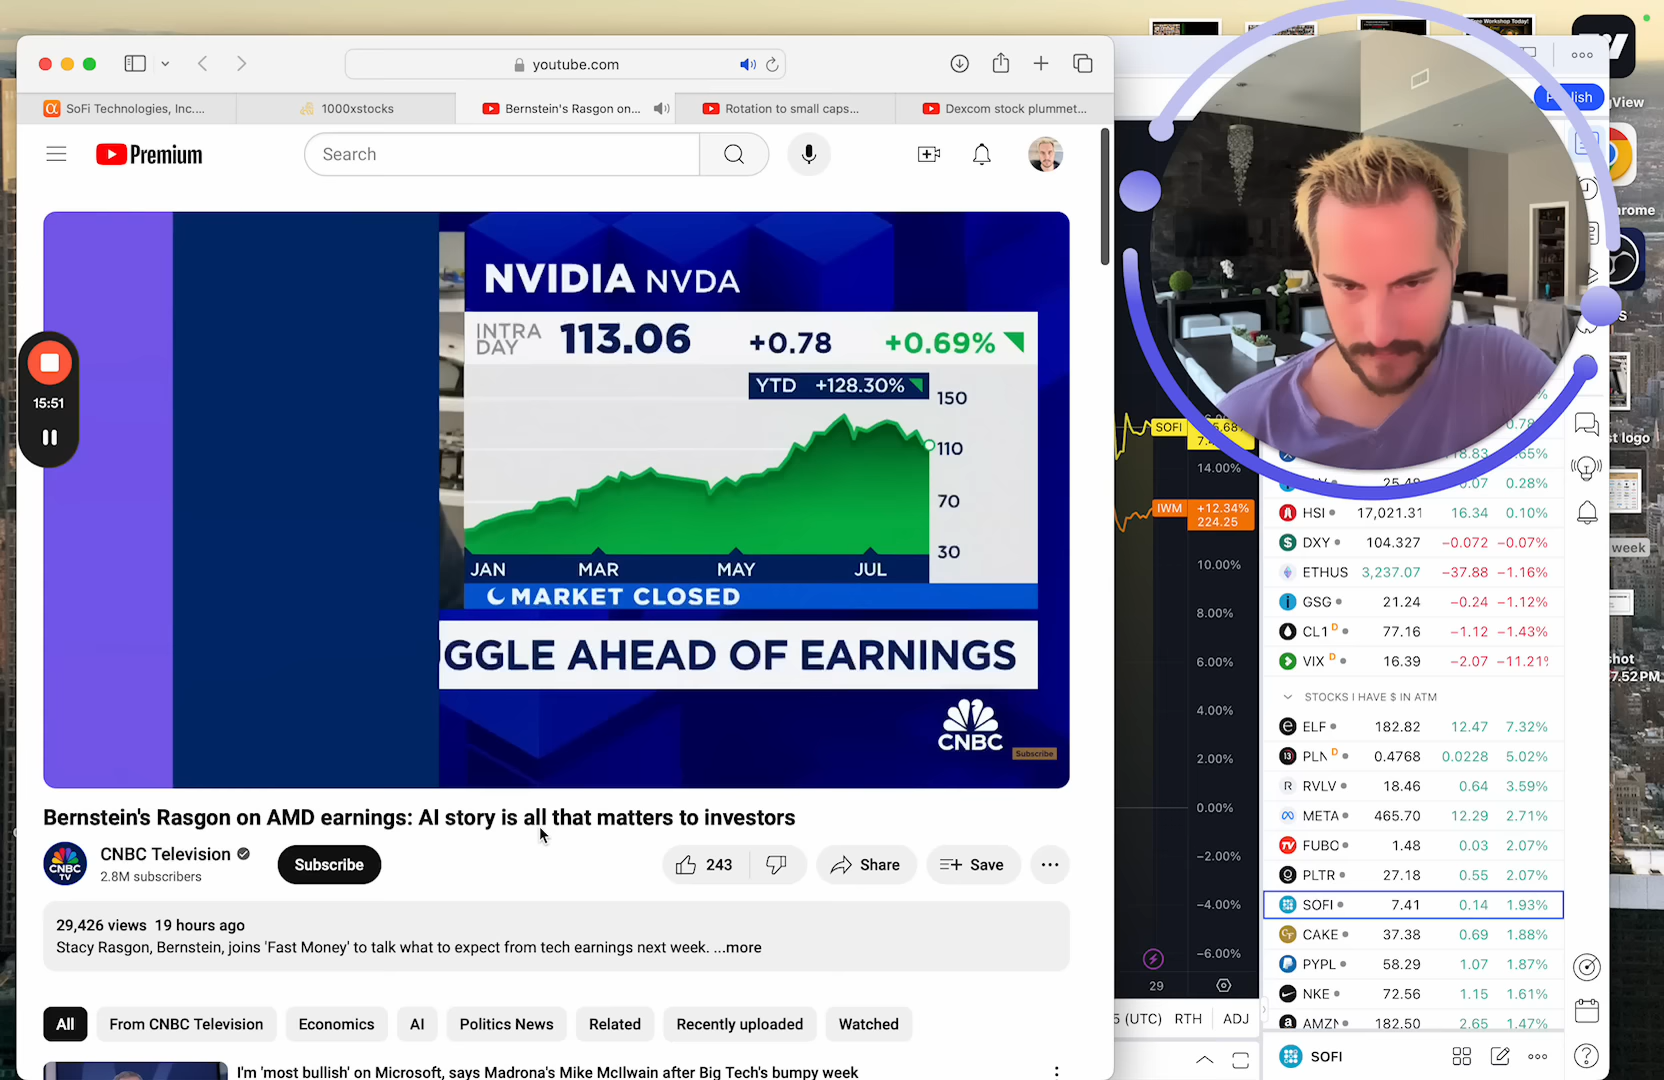 youtube.com
SoFi Technologies, Inc....
1000xstocks
Bernstein's Rasgon on...
Rotation to small caps...
Dexcom stock plummet...
Premium
Search
NVIDIA NVDA
INTRA DAY 113.06 +0.78 +0.69%
YTD +128.30%
150
110
70
30
JAN MAR MAY JUL
MARKET CLOSED
GGLE AHEAD OF EARNINGS
CNBC
Subscribe
15:51
Bernstein's Rasgon on AMD earnings: AI story is all that matters to investors
CNBC TV
CNBC Television
2.8M subscribers
Subscribe
243
Share
Save
29,426 views 19 hours ago
Stacy Rasgon, Bernstein, joins 'Fast Money' to talk what to expect from tech earnings next week. ...more
All
From CNBC Television
Economics
AI
Politics News
Related
Recently uploaded
Watched
I'm 'most bullish' on Microsoft, says Madrona's Mike McIlwain after Big Tech's bumpy week
SOFI
14.00%
IWM +12.34%
224.25
10.00%
8.00%
6.00%
4.00%
2.00%
0.00%
−2.00%
−4.00%
−6.00%
29
(UTC) RTH ADJ
0.28%
HSI 17,021.31 16.34 0.10%
DXY 104.327 −0.072 −0.07%
ETHUS 3,237.07 −37.88 −1.16%
GSG 21.24 −0.24 −1.12%
CL1 D 77.16 −1.12 −1.43%
VIX D 16.39 −2.07 −11.21%
STOCKS I HAVE $ IN ATM
ELF 182.82 12.47 7.32%
PLN D 0.4768 0.0228 5.02%
RVLV 18.46 0.64 3.59%
META 465.70 12.29 2.71%
FUBO 1.48 0.03 2.07%
PLTR 27.18 0.55 2.07%
SOFI 7.41 0.14 1.93%
CAKE 37.38 0.69 1.88%
PYPL 58.29 1.07 1.87%
NKE 72.56 1.15 1.61%
AMZN 182.50 2.65 1.47%
SOFI
week
7.52 PM